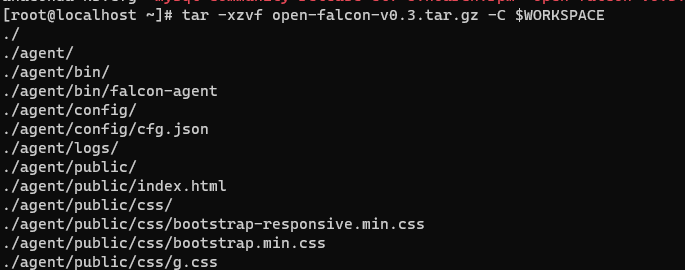 [root@localhost ~]# tar -xzvf open-falcon-v0.3.tar.gz -C $WORKSPACE
./
./agent/
./agent/bin/
./agent/bin/falcon-agent
./agent/config/
./agent/config/cfg.json
./agent/logs/
./agent/public/
./agent/public/index.html
./agent/public/css/
./agent/public/css/bootstrap-responsive.min.css
./agent/public/css/bootstrap.min.css
./agent/public/css/g.css